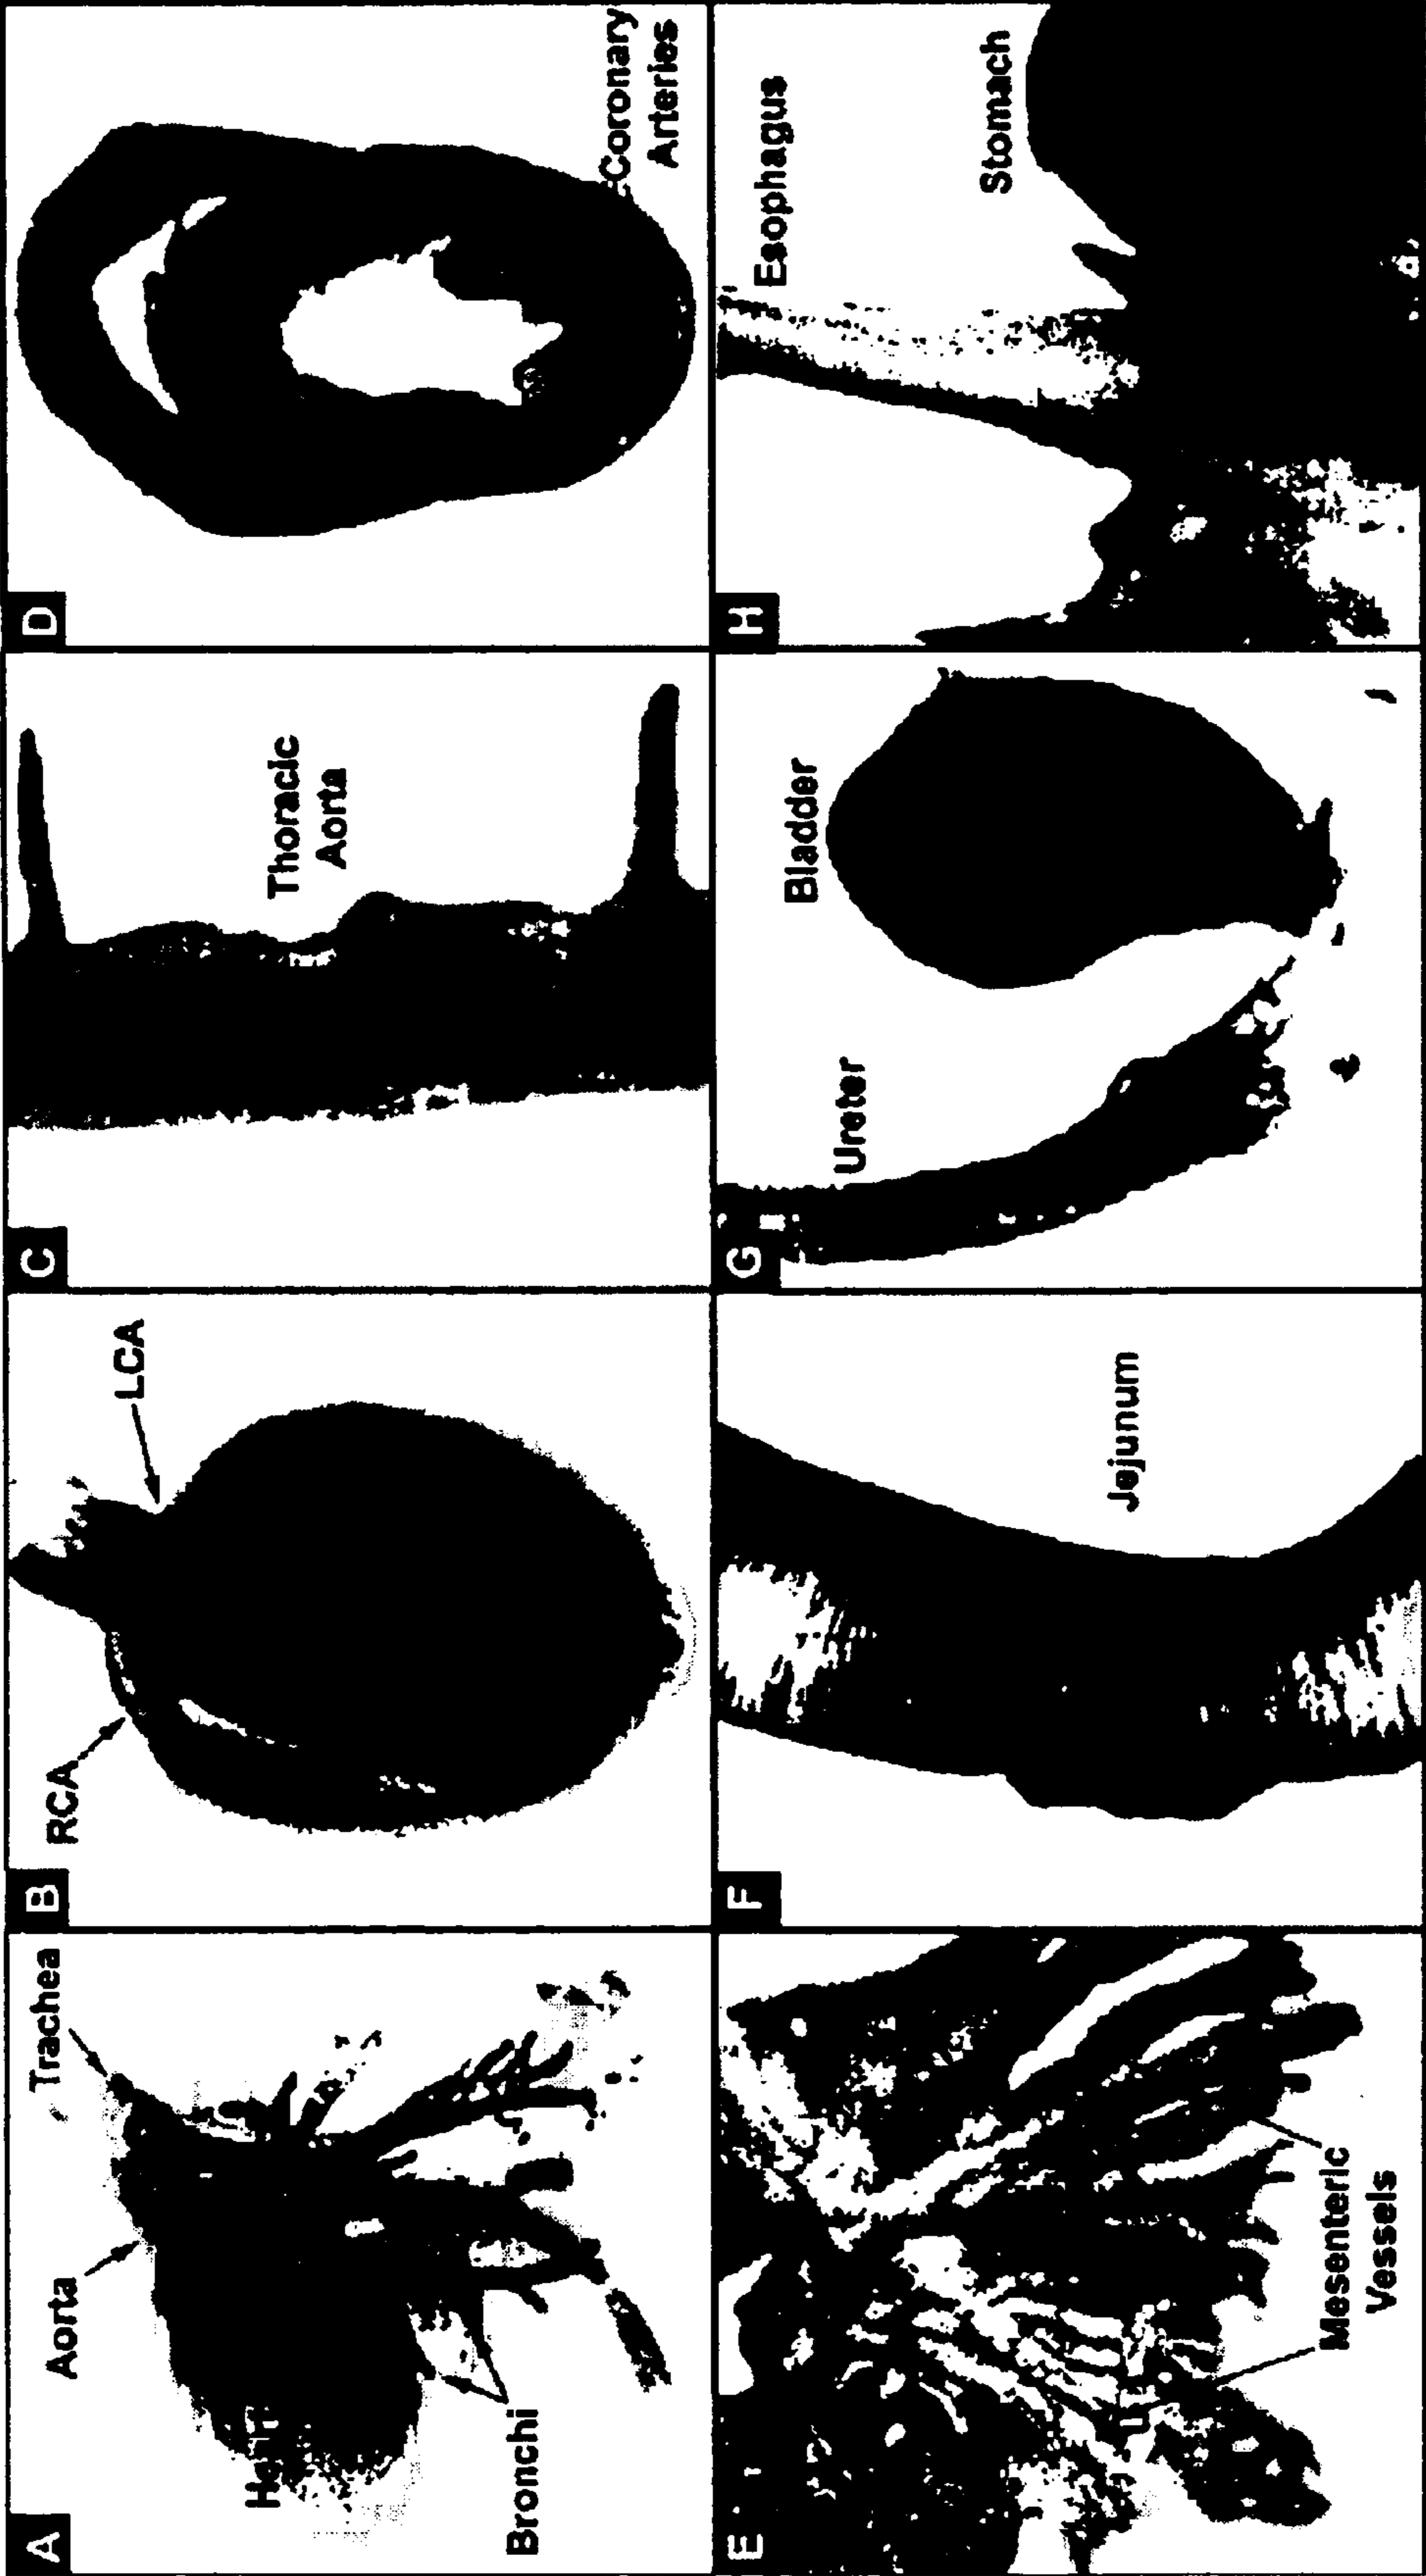 A
Trachea
Aorta
Bronchi
B
RCA
LCA
C
Thoracic
Aorta
D
Coronary
Arteries
E
Mesenteric
Vessels
F
Jejunum
G
Ureter
Bladder
H
Esophagus
Stomach